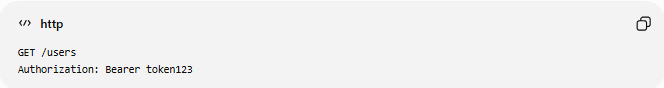 http
GET /users
Authorization: Bearer token123